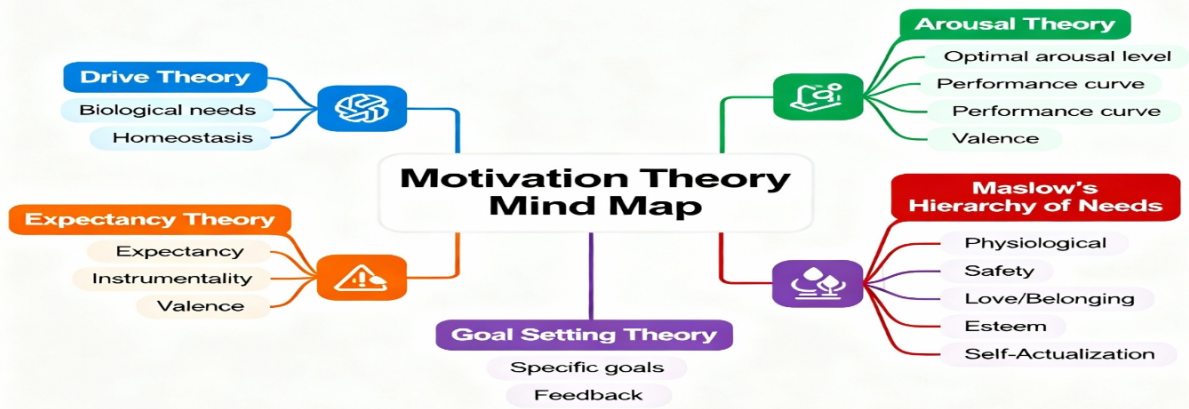 Motivation Theory
Mind Map
Drive Theory
Biological needs
Homeostasis
Expectancy Theory
Expectancy
Instrumentality
Valence
Goal Setting Theory
Specific goals
Feedback
Arousal Theory
Optimal arousal level
Performance curve
Performance curve
Valence
Maslow's
Hierarchy of Needs
Physiological
Safety
Love/Belonging
Esteem
Self-Actualization